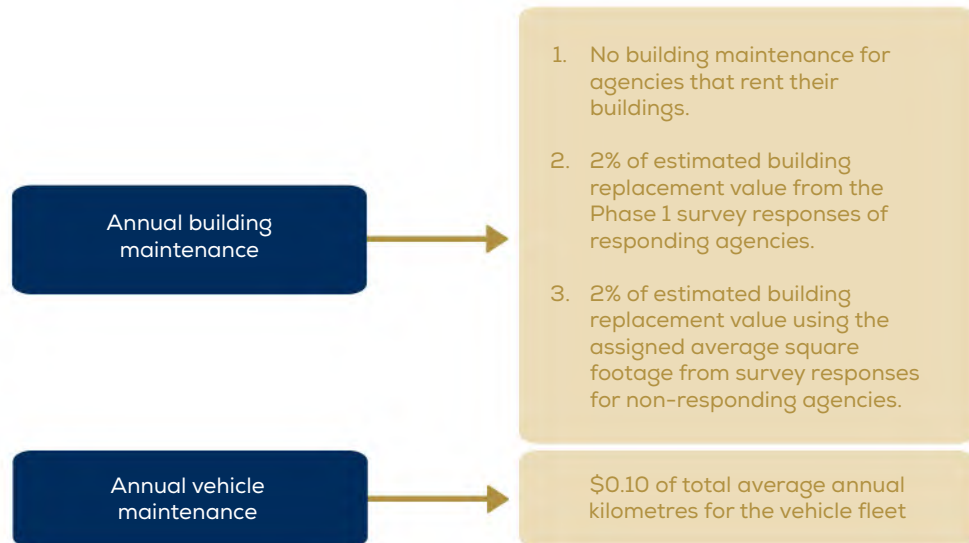 Annual building
maintenance
1. No building maintenance for
agencies that rent their
buildings.
2. 2% of estimated building
replacement value from the
Phase 1 survey responses of
responding agencies.
3. 2% of estimated building
replacement value using the
assigned average square
footage from survey responses
for non-responding agencies.
Annual vehicle
maintenance
$0.10 of total average annual
kilometres for the vehicle fleet